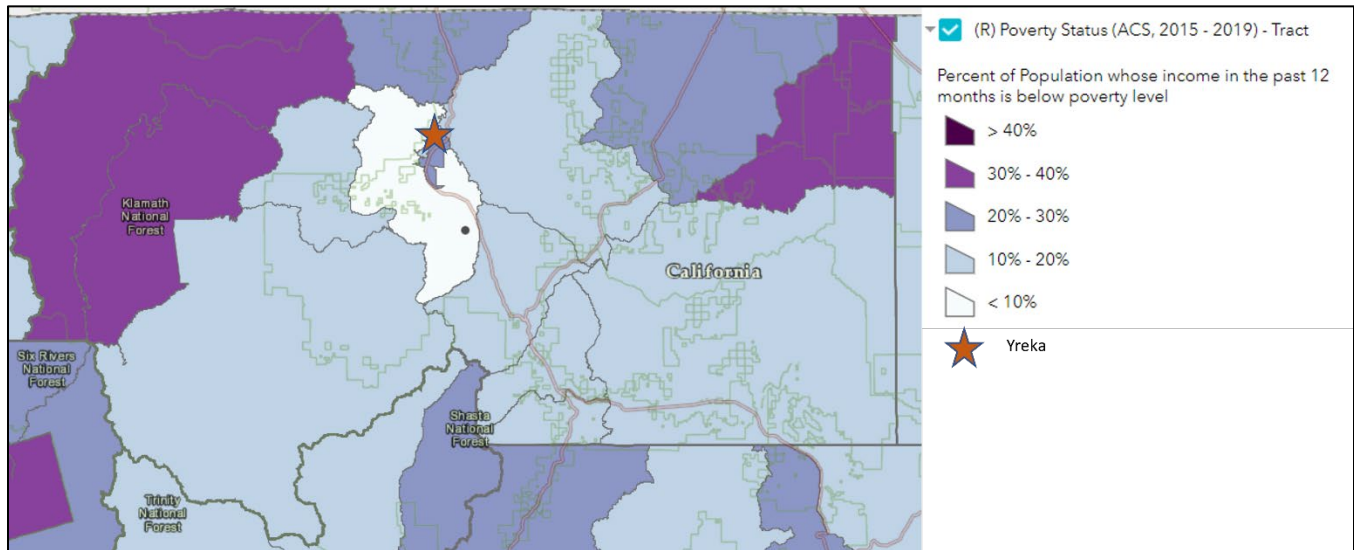 Klamath
National
Forest
California
Six Rivers
National
Forest
Shasta
National
Forest
Trinity
National
Forest
(R) Poverty Status (ACS, 2015 - 2019) - Tract
Percent of Population whose income in the past 12
months is below poverty level
> 40%
30% - 40%
20% - 30%
10% - 20%
< 10%
Yreka